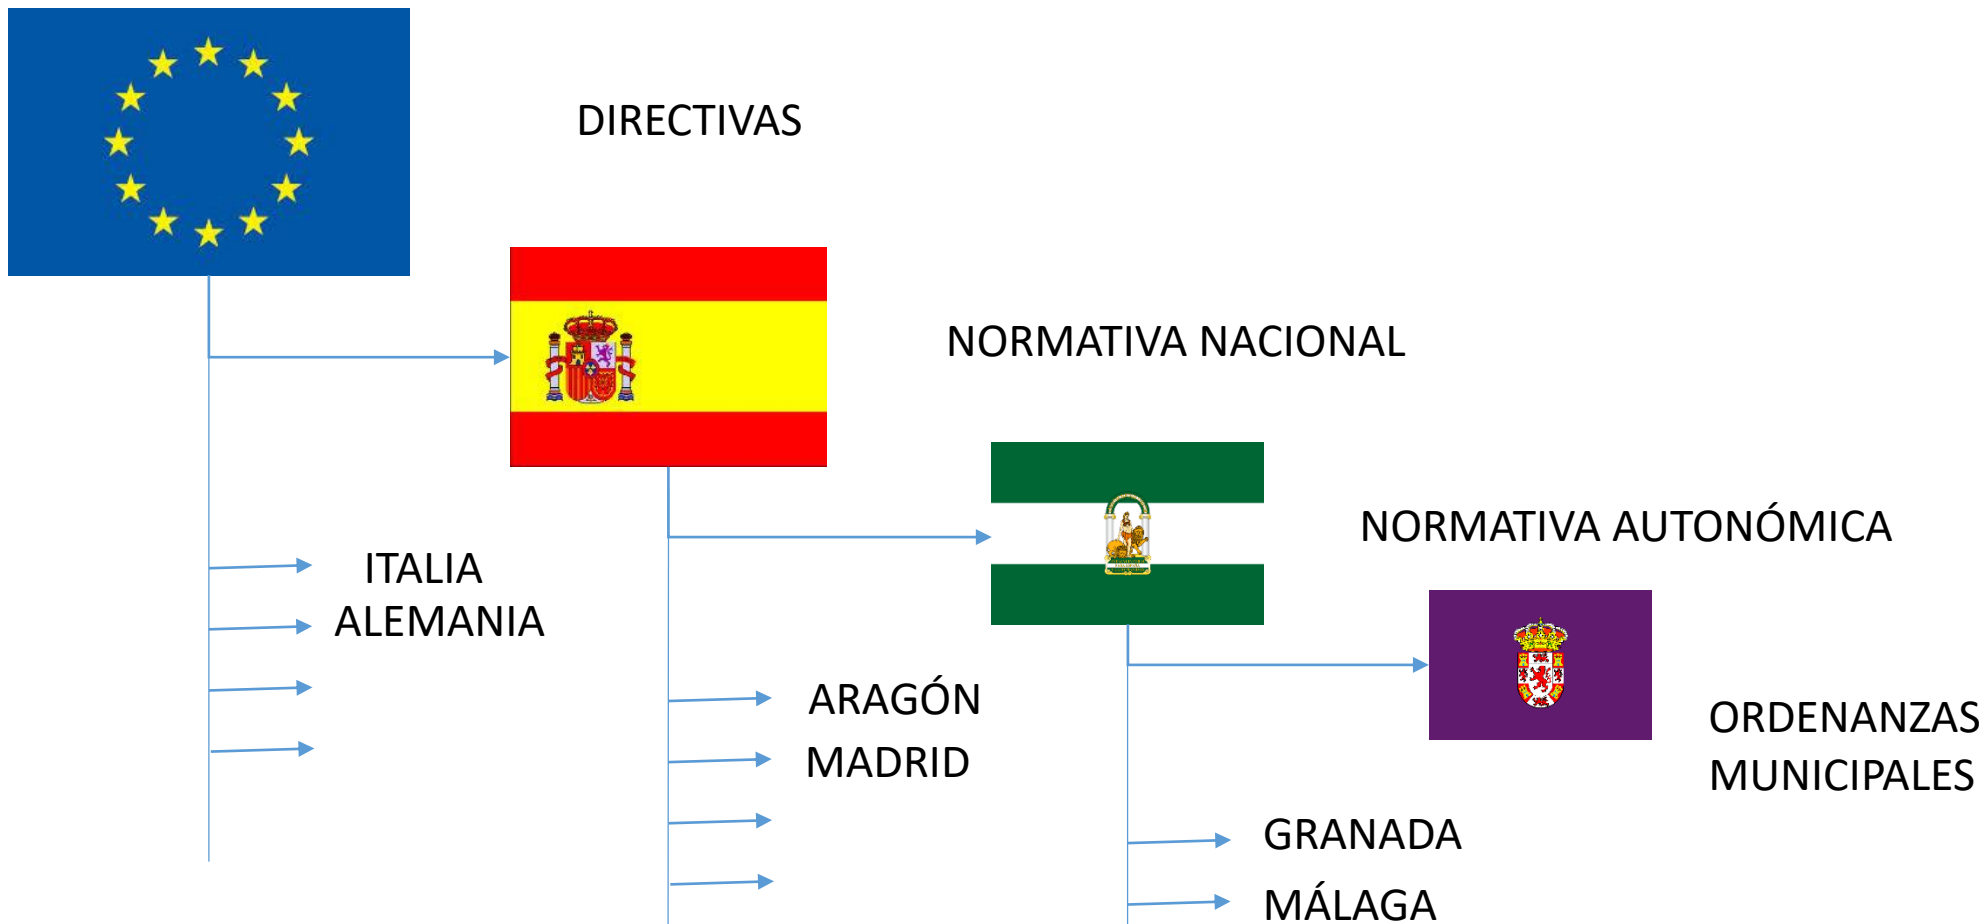 DIRECTIVAS
NORMATIVA NACIONAL
NORMATIVA AUTONÓMICA
ITALIA
ALEMANIA
ARAGÓN
MADRID
ORDENANZAS
MUNICIPALES
GRANADA
MÁLAGA